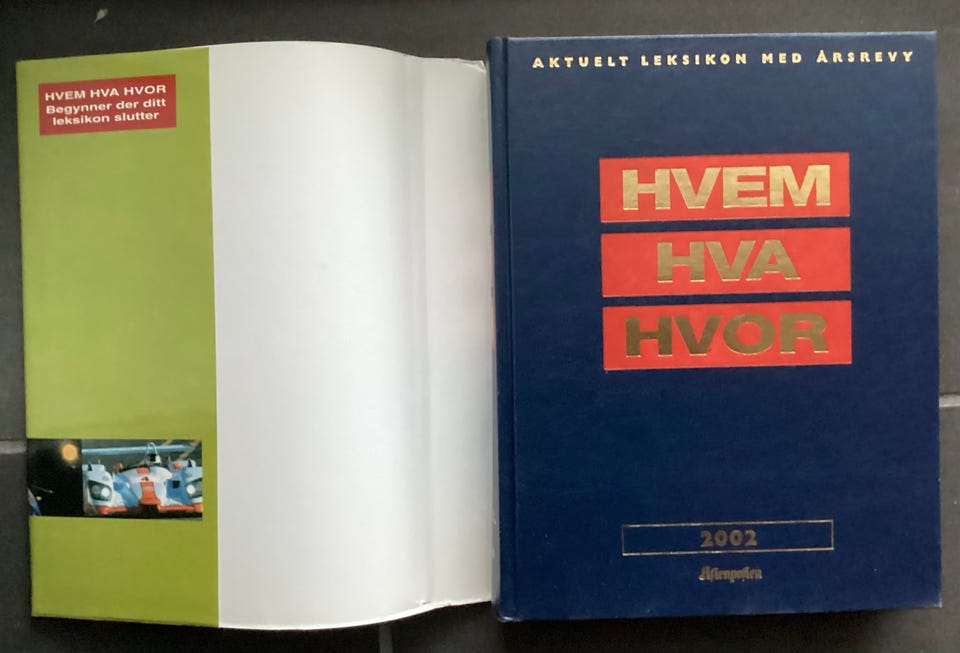 HVEM HVA HVOR
Begynner der ditt
leksikon slutter
AKTUELT LEKSIKON MED ÅRSREVY
HVEM
HVA
HVOR
2002
Aftenposten